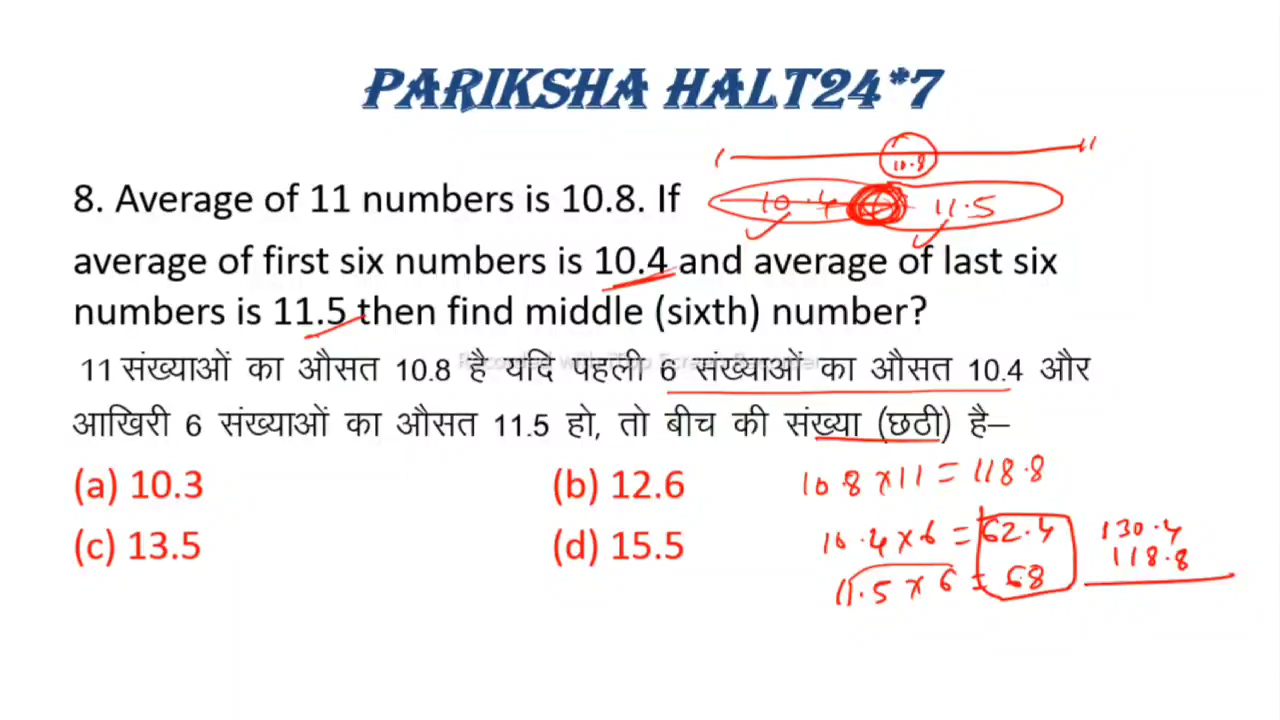 PARIKSHA HALT24*7
1 11
10.8
8. Average of 11 numbers is 10.8. If
10.4 11.5
average of first six numbers is 10.4 and average of last six
numbers is 11.5 then find middle (sixth) number?
11 संख्याओं का औसत 10.8 है यदि पहली 6 संख्याओं का औसत 10.4 और
आखिरी 6 संख्याओं का औसत 11.5 हो, तो बीच की संख्या (छठी) है–
(a) 10.3 (b) 12.6 10.8 x 11 = 118.8
(c) 13.5 (d) 15.5 10.4 x 6 = 62.4 130.4
11.5 x 6 = 68 118.8